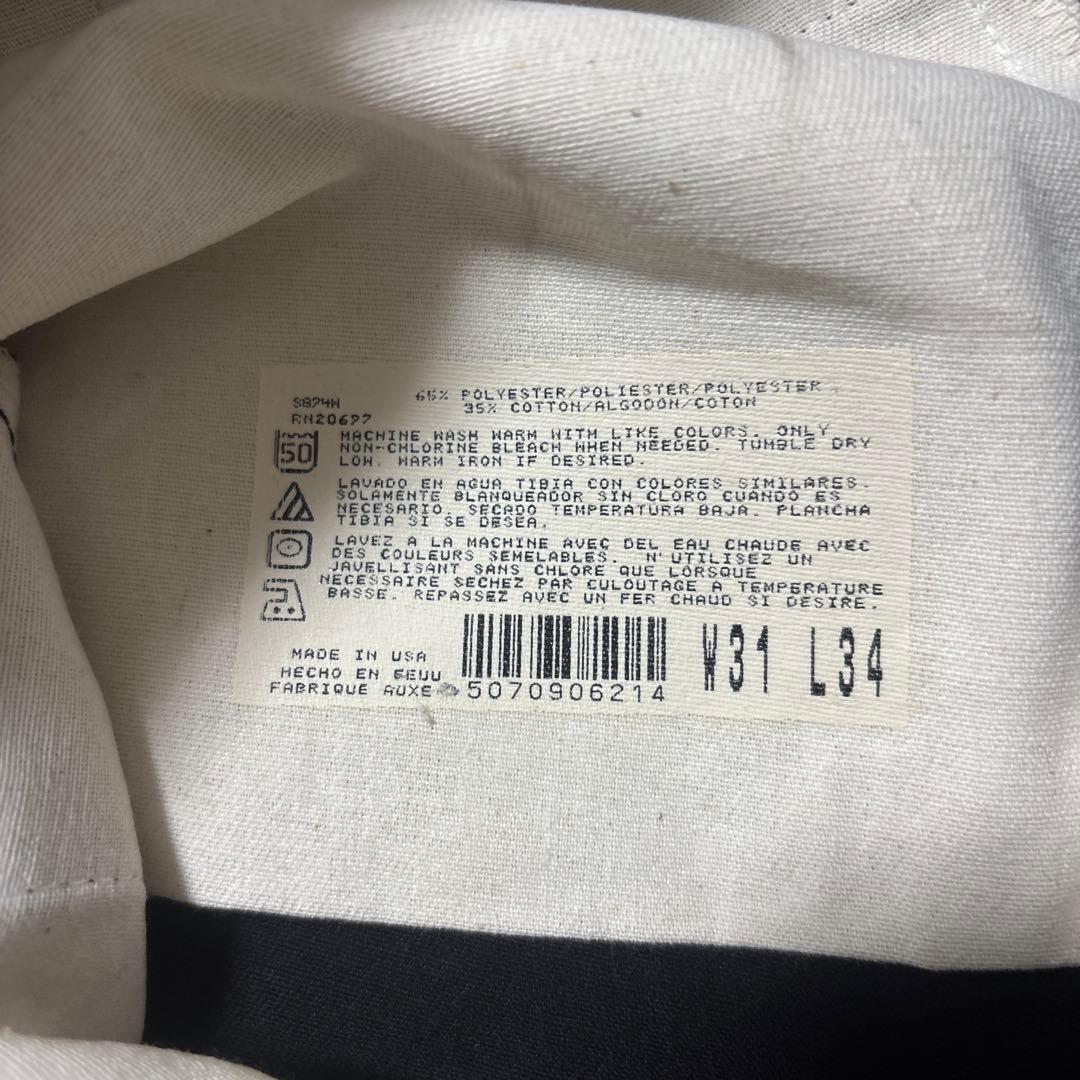 S874W
RN20697
65% POLYESTER/POLIESTER/POLYESTER
35% COTTON/ALGODON/COTON
50
MACHINE WASH WARM WITH LIKE COLORS. ONLY
NON-CHLORINE BLEACH WHEN NEEDED. TUMBLE DRY
LOW. WARM IRON IF DESIRED.
LAVADO EN AGUA TIBIA CON COLORES SIMILARES.
SOLAMENTE BLANQUEADOR SIN CLORO CUANDO ES
NECESARIO. SECADO TEMPERATURA BAJA. PLANCHA
TIBIA SI SE DESEA.
LAVEZ A LA MACHINE AVEC DEL EAU CHAUDE AVEC
DES COULEURS SEMELABLES. N'UTILISEZ UN
JAVELLISANT SANS CHLORE QUE LORSQUE
NECESSAIRE SECHEZ PAR CULOUTAGE A TEMPERATURE
BASSE. REPASSEZ AVEC UN FER CHAUD SI DESIRE.
MADE IN USA
HECHO EN EEUU
FABRIQUE AUXE
5070906214
W31 L34